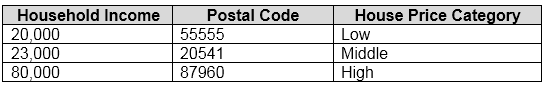 Household Income Postal Code House Price Category
20,000 55555 Low
23,000 20541 Middle
80,000 87960 High